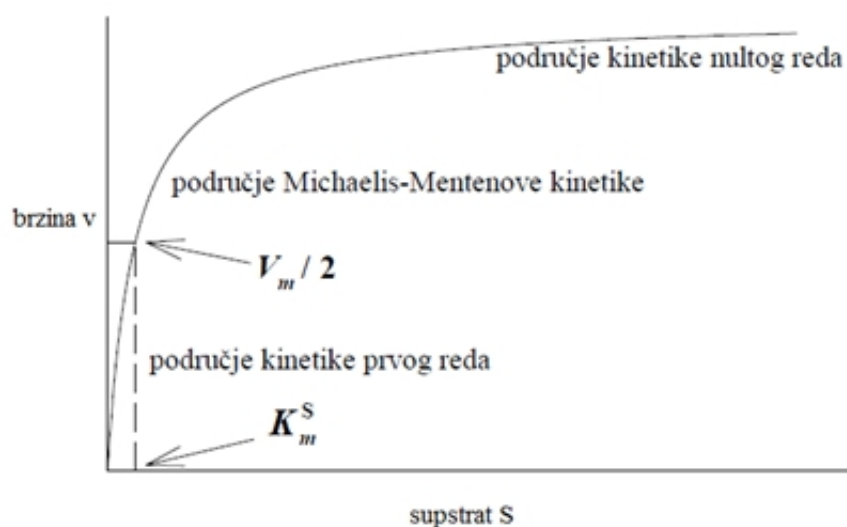 područje kinetike nultog reda
područje Michaelis-Mentenove kinetike
brzina v
V_m / 2
područje kinetike prvog reda
K_m^S
supstrat S